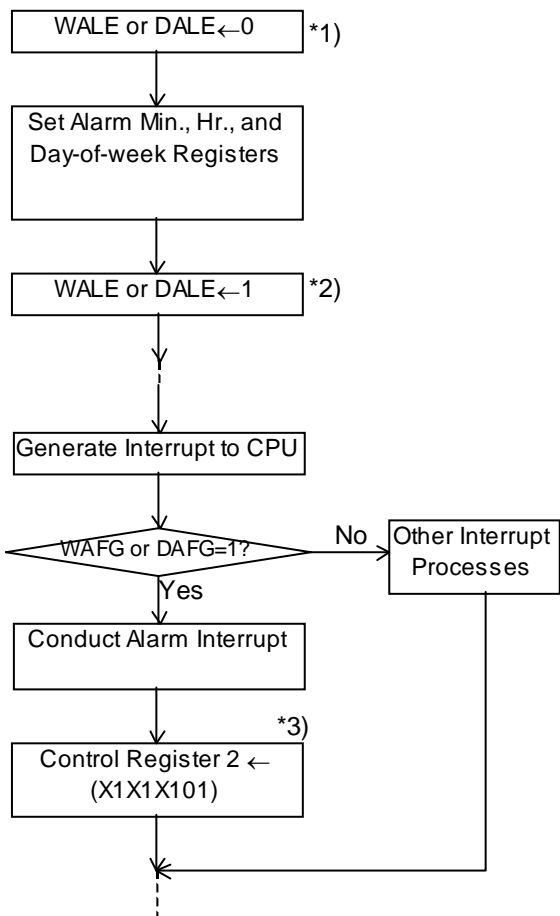 WALE or DALE←0
*1)
Set Alarm Min., Hr., and
Day-of-week Registers
WALE or DALE←1
*2)
Generate Interrupt to CPU
WAFG or DAFG=1?
No
Other Interrupt
Processes
Yes
Conduct Alarm Interrupt
*3)
Control Register 2 ←
(X1X1X101)